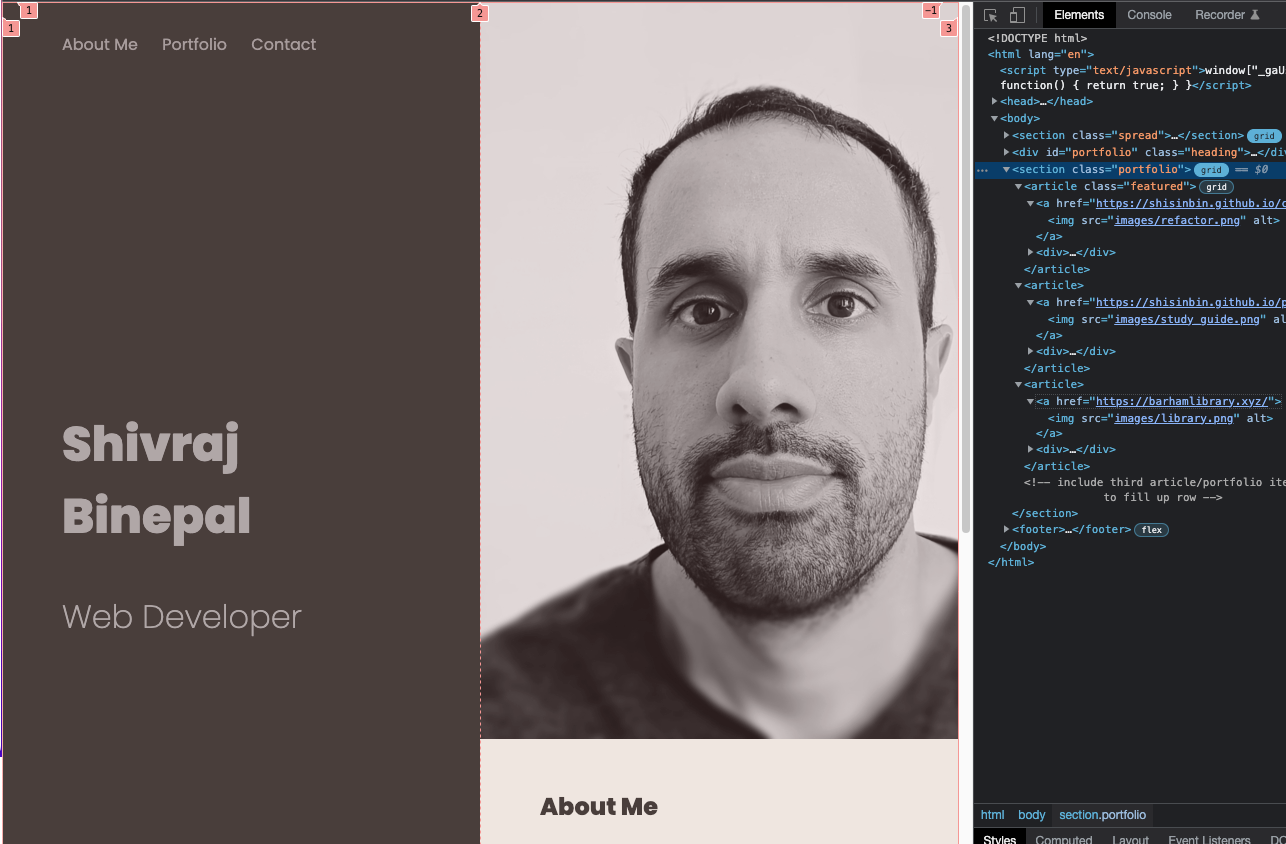 1
1
2
−1
3
About Me Portfolio Contact
Shivraj
Binepal
Web Developer
About Me
Elements Console Recorder
<!DOCTYPE html>
<html lang="en">
<script type="text/javascript">window["_gaU
function() { return true; } }</script>
<head>…</head>
<body>
<section class="spread">…</section> grid
<div id="portfolio" class="heading">…</di
<section class="portfolio"> grid == $0
<article class="featured"> grid
<a href="https://shisinbin.github.io/
<img src="images/refactor.png" alt>
</a>
<div>…</div>
</article>
<article>
<a href="https://shisinbin.github.io/p
<img src="images/study_guide.png" al
</a>
<div>…</div>
</article>
<article>
<a href="https://barhamlibrary.xyz/">
<img src="images/library.png" alt>
</a>
<div>…</div>
</article>
<!-- include third article/portfolio ite
to fill up row -->
</section>
<footer>…</footer> flex
</body>
</html>
html body section.portfolio
Styles Computed Layout Event Listeners DO